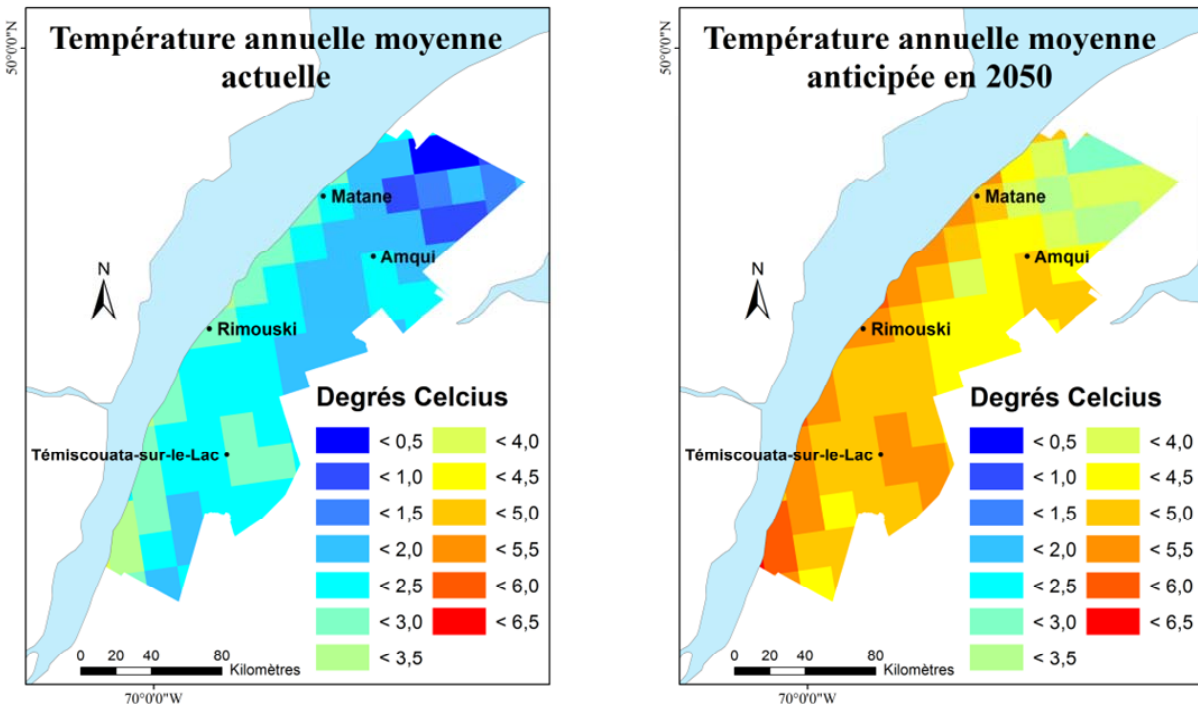 Température annuelle moyenne
actuelle
50°0'0"N
Matane
Amqui
N
Rimouski
Témiscouata-sur-le-Lac
Degrés Celcius
< 0,5
< 4,0
< 1,0
< 4,5
< 1,5
< 5,0
< 2,0
< 5,5
< 2,5
< 6,0
< 3,0
< 6,5
< 3,5
0 20 40 80
Kilomètres
70°0'0"W
Température annuelle moyenne
anticipée en 2050
50°0'0"N
Matane
Amqui
N
Rimouski
Témiscouata-sur-le-Lac
Degrés Celcius
< 0,5
< 4,0
< 1,0
< 4,5
< 1,5
< 5,0
< 2,0
< 5,5
< 2,5
< 6,0
< 3,0
< 6,5
< 3,5
0 20 40 80
Kilomètres
70°0'0"W